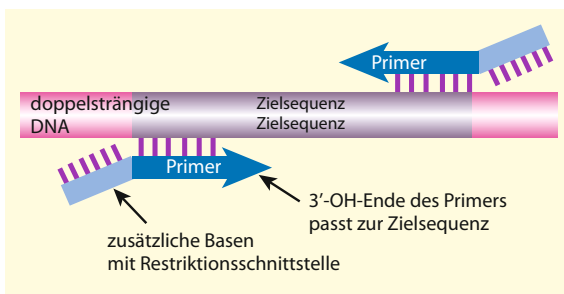 Primer
doppelsträngige
DNA
Zielsequenz
Zielsequenz
Primer
3’-OH-Ende des Primers
passt zur Zielsequenz
zusätzliche Basen
mit Restriktionsschnittstelle